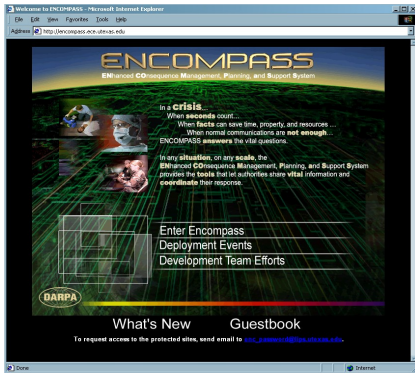 Welcome to ENCOMPASS - Microsoft Internet Explorer
File Edit View Favorites Tools Help
Address http://encompass.ece.utexas.edu
ENCOMPASS
ENhanced COnsequence Management, Planning, and Support System
In a crisis...
When seconds count...
When facts can save time, property, and resources ...
When normal communications are not enough...
ENCOMPASS answers the vital questions.
In any situation, on any scale, the
ENhanced COnsequence Management, Planning, and Support System
provides the tools that let authorities share vital information and
coordinate their response.
Enter Encompass
Deployment Events
Development Team Efforts
DARPA
What's New Guestbook
To request access to the protected sites, send email to
Done Internet